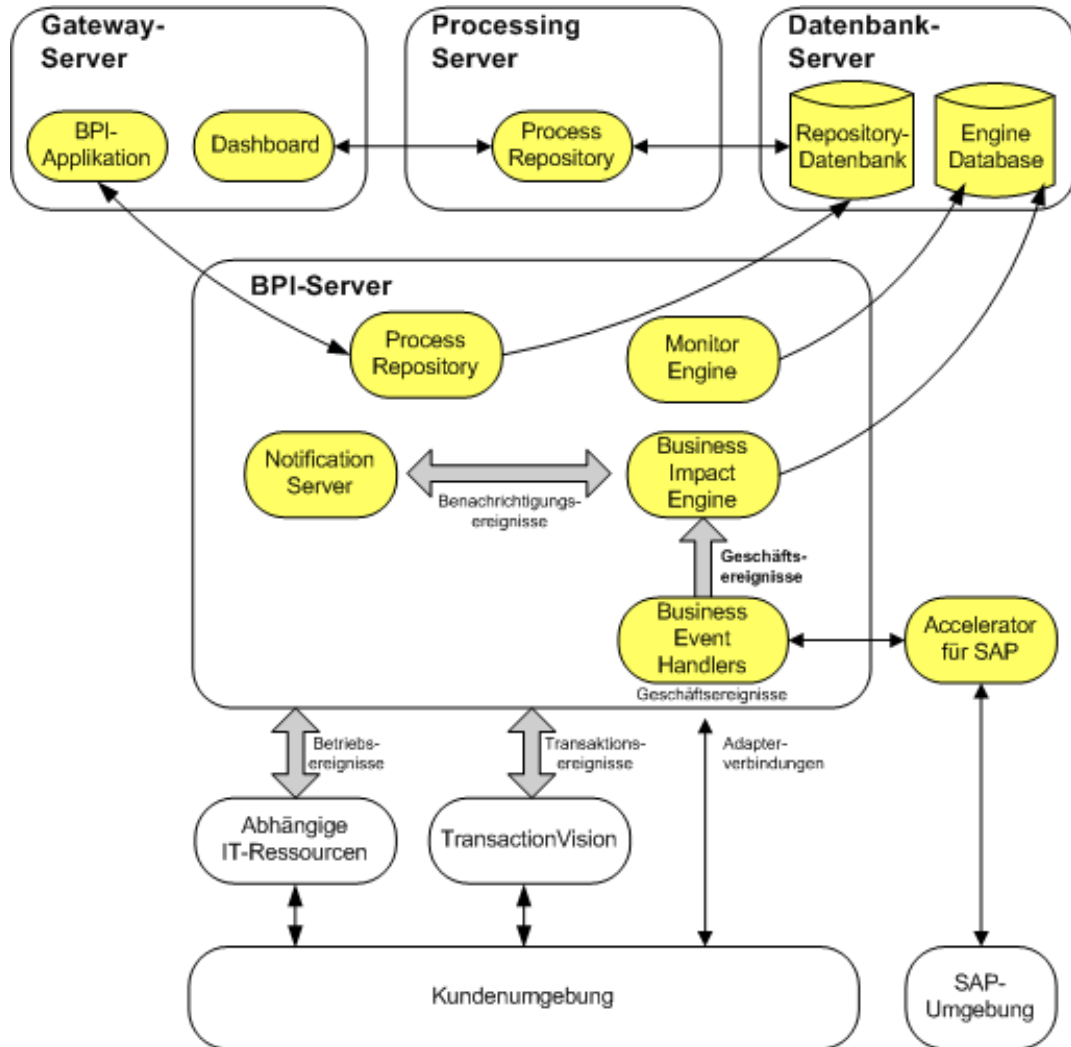 Gateway-
Server
Processing
Server
Datenbank-
Server
BPI-
Applikation
Dashboard
Process
Repository
Repository-
Datenbank
Engine
Database
BPI-Server
Process
Repository
Monitor
Engine
Notification
Server
Benachrichtigungs-
ereignisse
Business
Impact
Engine
Geschäfts-
ereignisse
Business
Event
Handlers
Geschäftsereignisse
Accelerator
für SAP
Betriebs-
ereignisse
Transaktions-
ereignisse
Adapter-
verbindungen
Abhängige
IT-Ressourcen
TransactionVision
Kundenumgebung
SAP-
Umgebung